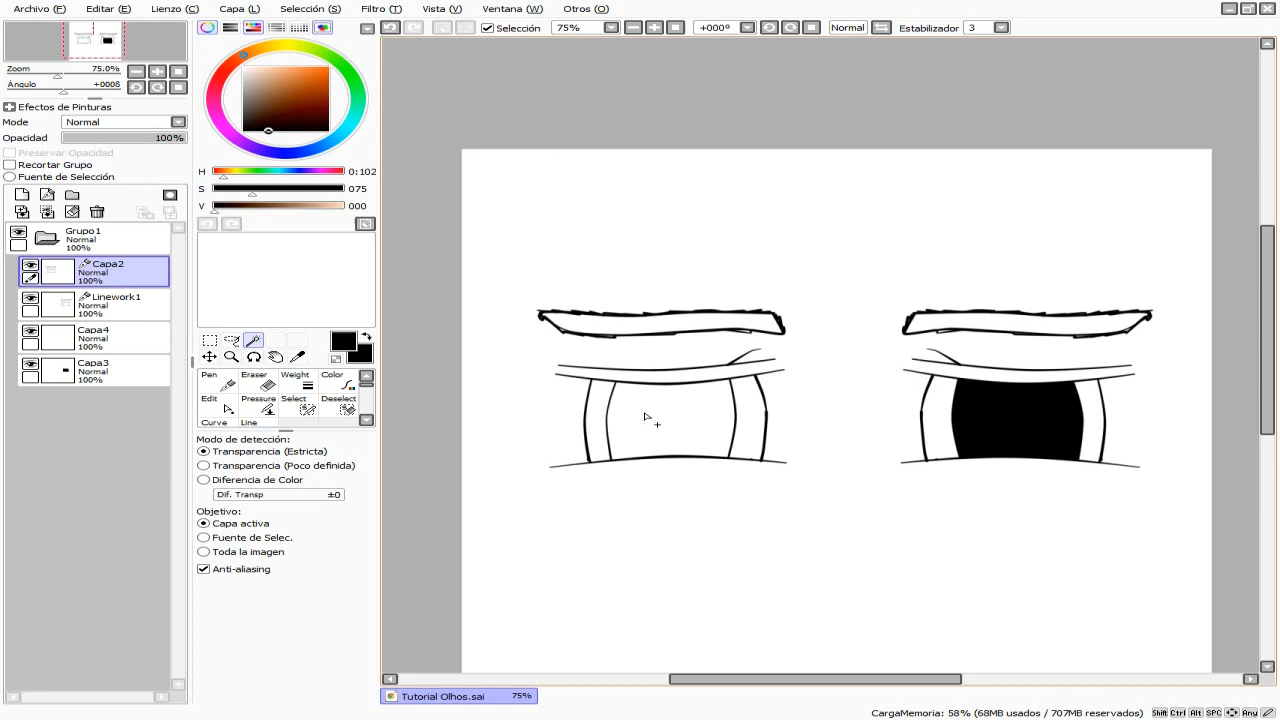 Archivo (F) Editar (E) Lienzo (C) Capa (L) Selección (S) Filtro (T) Vista (V) Ventana (W) Otros (O)
Selección 75% +000º Normal Estabilizador 3
Zoom 75.0%
Ángulo +000ß
Efectos de Pinturas
Mode Normal
Opacidad 100%
Preservar Opacidad
Recortar Grupo
Fuente de Selección
Grupo1
Normal
100%
Capa2
Normal
100%
Linework1
Normal
100%
Capa4
Normal
100%
Capa3
Normal
100%
H 0:102
S 075
V 000
Pen Eraser Weight Color
Edit Pressure Select Deselect
Curve Line
Modo de detección:
Transparencia (Estricta)
Transparencia (Poco definida)
Diferencia de Color
Dif. Transp ±0
Objetivo:
Capa activa
Fuente de Selec.
Toda la imagen
Anti-aliasing
Tutorial Olhos.sai 75%
CargaMemoria: 58% (68MB usados / 707MB reservados) Shift Ctrl Alt SPC Any